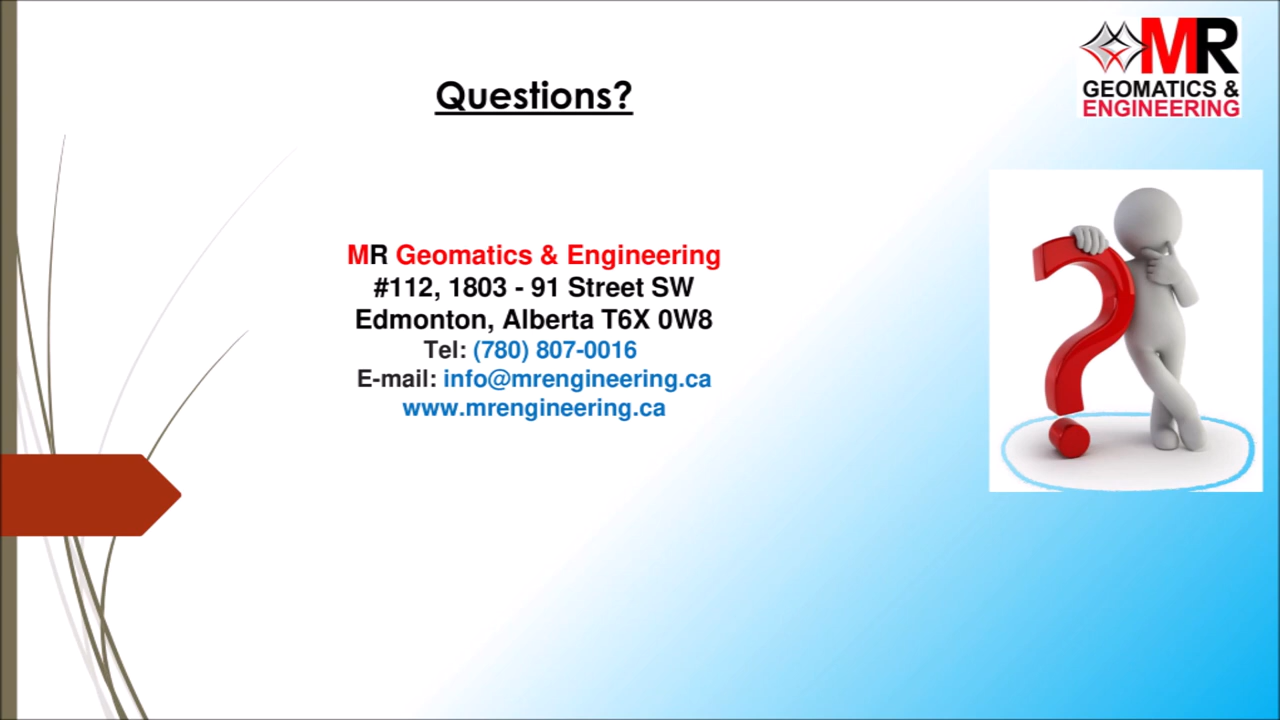 MR
GEOMATICS &
ENGINEERING
Questions?
MR Geomatics & Engineering
#112, 1803 - 91 Street SW
Edmonton, Alberta T6X 0W8
Tel: (780) 807-0016
E-mail: info@mrengineering.ca
www.mrengineering.ca